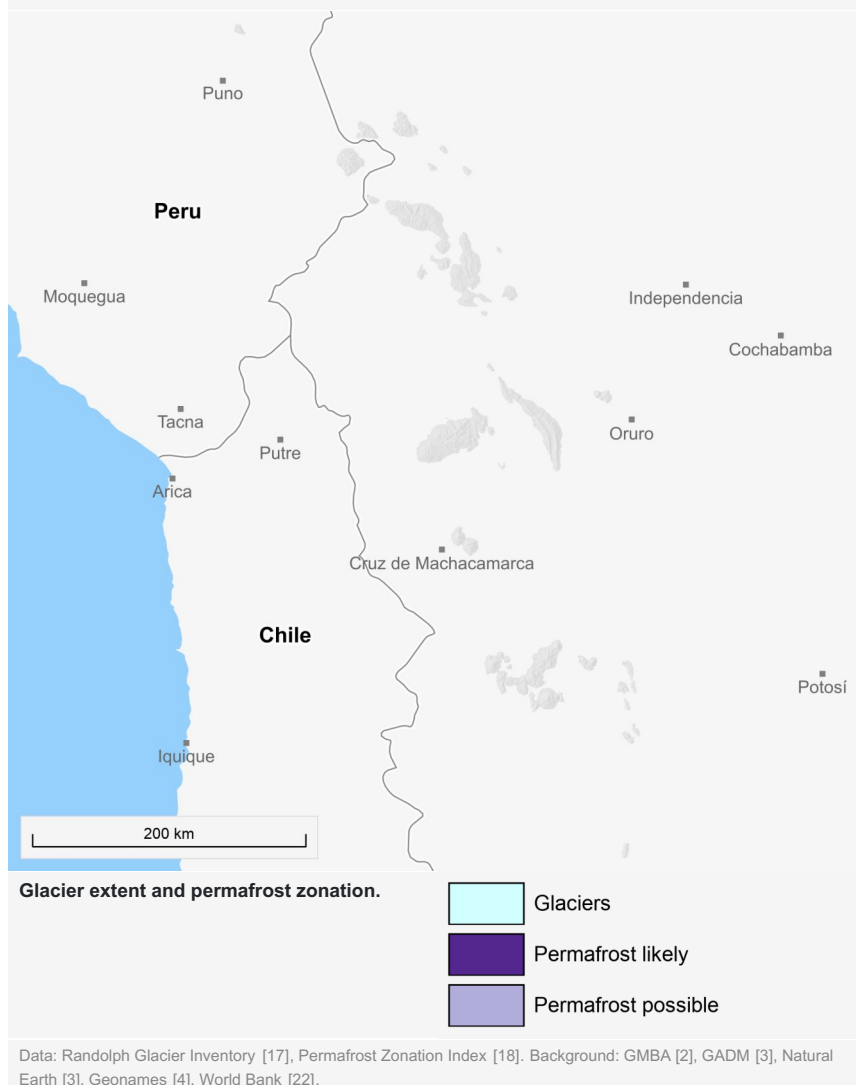 Puno
Peru
Moquegua
Independencia
Cochabamba
Tacna
Putre
Oruro
Arica
Cruz de Machacamarca
Chile
Potosí
Iquique
200 km
Glacier extent and permafrost zonation.
Glaciers
Permafrost likely
Permafrost possible
Data: Randolph Glacier Inventory [17], Permafrost Zonation Index [18]. Background: GMBA [2], GADM [3], Natural
Earth [3], Geonames [4], World Bank [22].